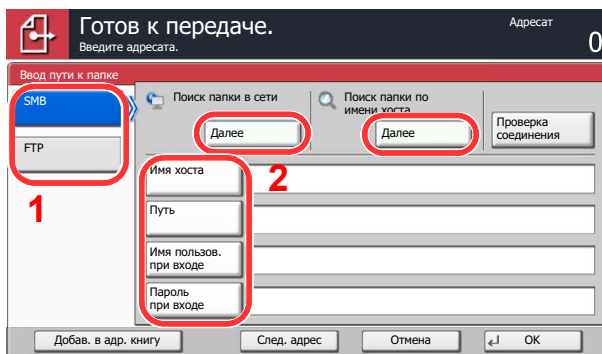 Готов к передаче.
Введите адресата.
Адресат
0
Ввод пути к папке
SMB
FTP
1
Поиск папки в сети
Далее
Поиск папки по
имени хоста
Далее
Проверка
соединения
2
Имя хоста
Путь
Имя пользов.
при входе
Пароль
при входе
Добав. в адр. книгу
След. адрес
Отмена
OK